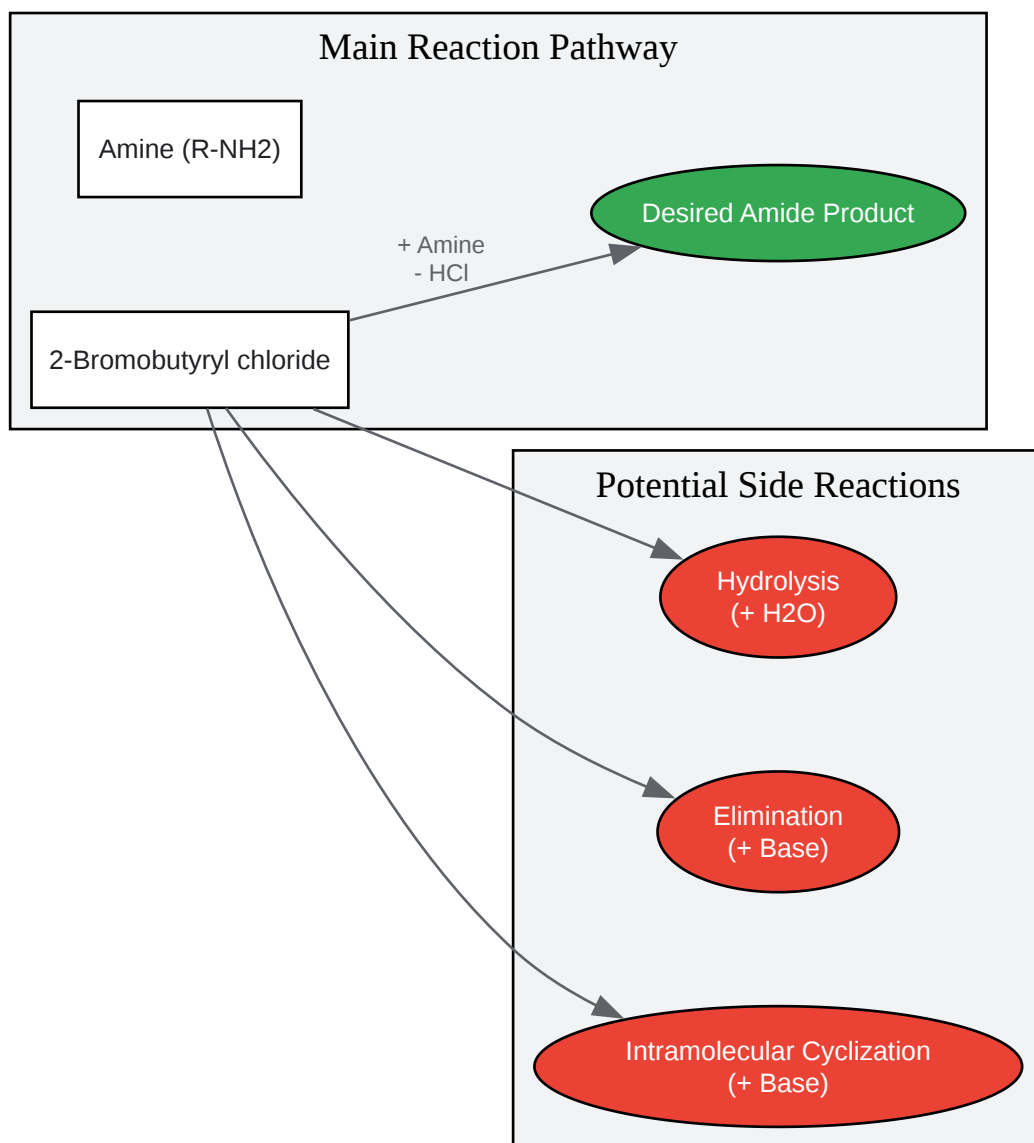 Main Reaction Pathway
Amine (R-NH2)
Desired Amide Product
+ Amine
- HCl
2-Bromobutyryl chloride
Potential Side Reactions
Hydrolysis
(+ H2O)
Elimination
(+ Base)
Intramolecular Cyclization
(+ Base)